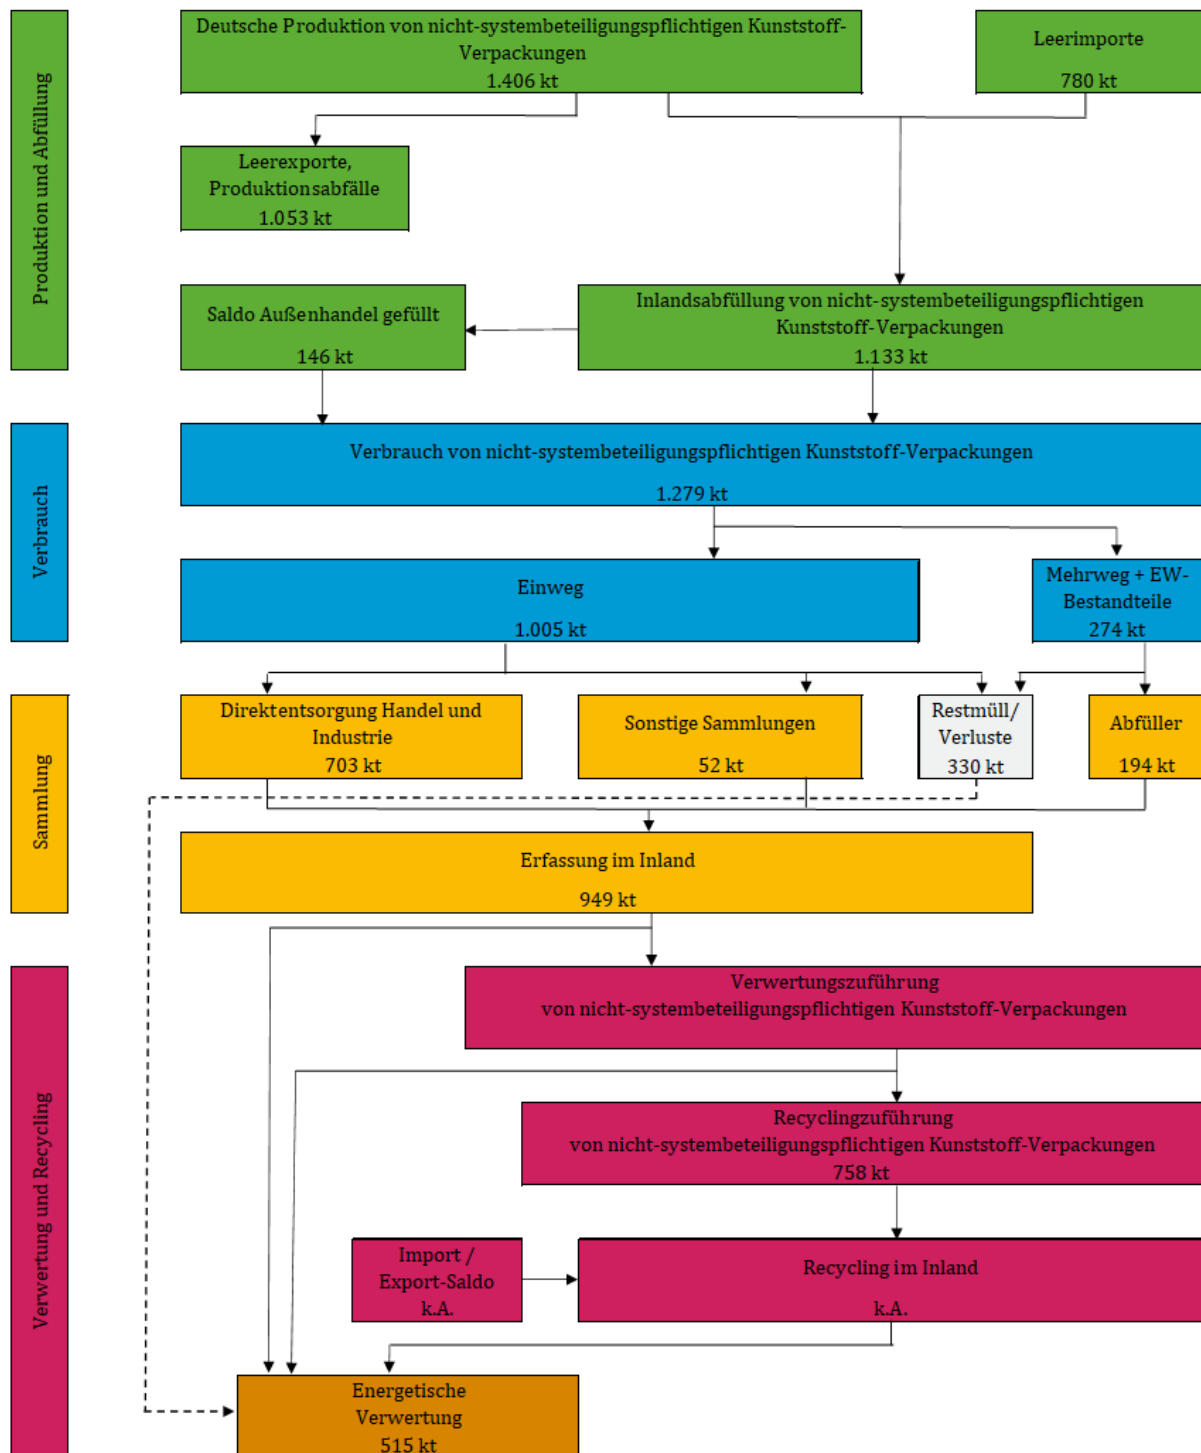 Produktion und Abfüllung
Deutsche Produktion von nicht-systembeteiligungspflichtigen Kunststoff-
Verpackungen
1.406 kt
Leerimporte
780 kt
Leerexporte,
Produktionsabfälle
1.053 kt
Saldo Außenhandel gefüllt
146 kt
Inlandsabfüllung von nicht-systembeteiligungspflichtigen
Kunststoff-Verpackungen
1.133 kt
Verbrauch
Verbrauch von nicht-systembeteiligungspflichtigen Kunststoff-Verpackungen
1.279 kt
Einweg
1.005 kt
Mehrweg + EW-
Bestandteile
274 kt
Sammlung
Direktentsorgung Handel und
Industrie
703 kt
Sonstige Sammlungen
52 kt
Restmüll/
Verluste
330 kt
Abfüller
194 kt
Erfassung im Inland
949 kt
Verwertung und Recycling
Verwertungszuführung
von nicht-systembeteiligungspflichtigen Kunststoff-Verpackungen
Recyclingzuführung
von nicht-systembeteiligungspflichtigen Kunststoff-Verpackungen
758 kt
Import /
Export-Saldo
k.A.
Recycling im Inland
k.A.
Energetische
Verwertung
515 kt